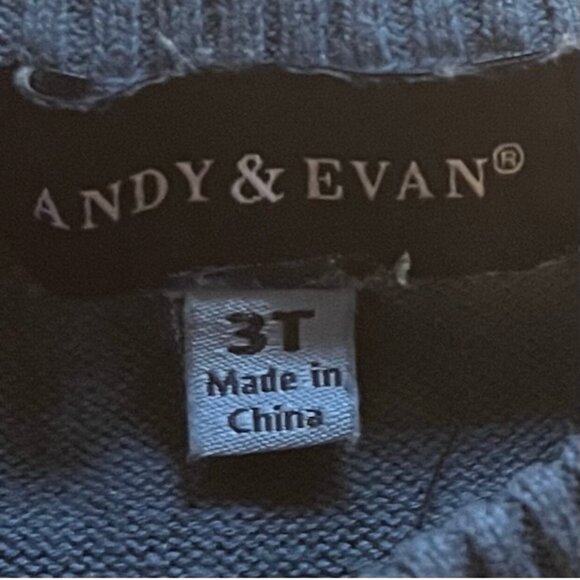 ANDY & EVAN®
3T
Made in
China